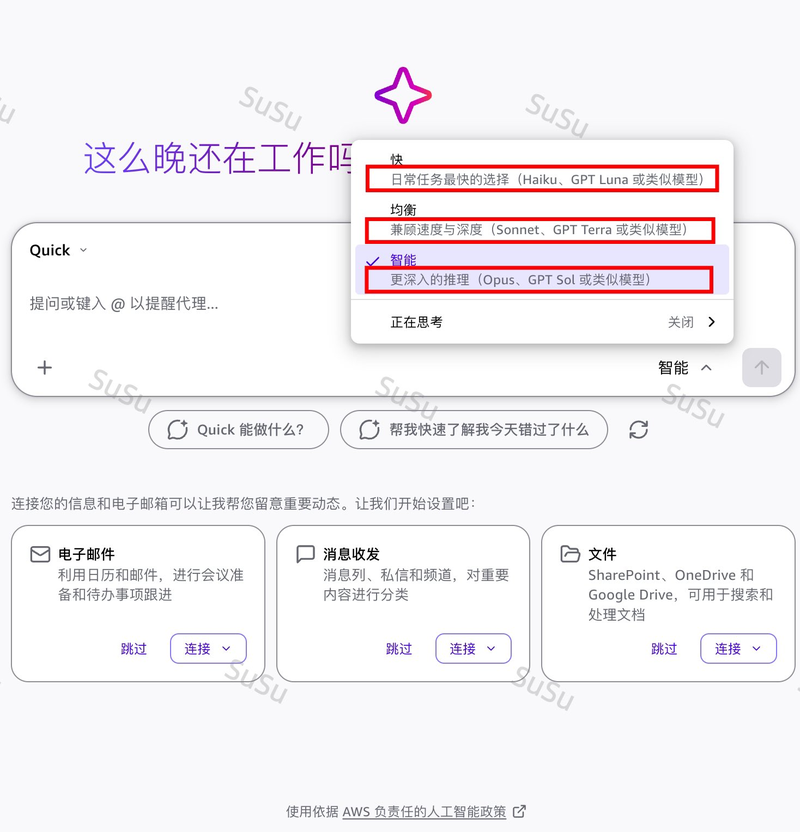 这么晚还在工作吗
快
日常任务最快的选择（Haiku、GPT Luna 或类似模型）
均衡
兼顾速度与深度（Sonnet、GPT Terra 或类似模型）
智能
更深入的推理（Opus、GPT Sol 或类似模型）
正在思考
关闭
Quick
提问或键入 @ 以提醒代理...
智能
Quick 能做什么？
帮我快速了解我今天错过了什么
连接您的信息和电子邮箱可以让我帮您留意重要动态。让我们开始设置吧：
电子邮件
利用日历和邮件，进行会议准
备和待办事项跟进
跳过
连接
消息收发
消息列、私信和频道，对重要
内容进行分类
跳过
连接
文件
SharePoint、OneDrive 和
Google Drive，可用于搜索和
处理文档
跳过
连接
使用依据 AWS 负责任的人工智能政策
SuSu
SuSu
SuSu
SuSu
SuSu
SuSu
SuSu